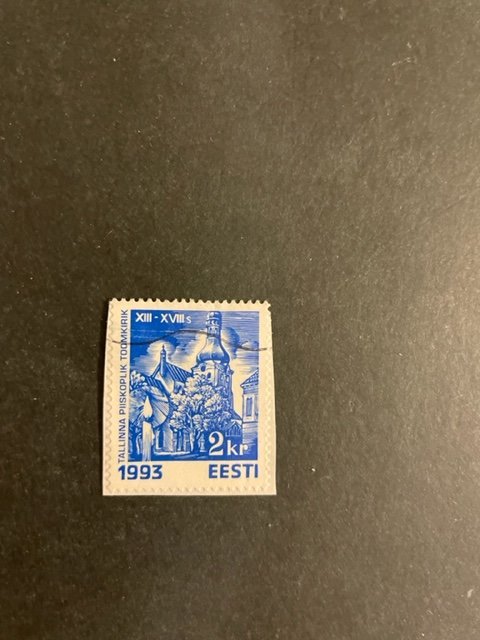 XIII - XVIII s
TALLINNA PIISKOPLIK TOOMKIRIK
2kr
1993 EESTI